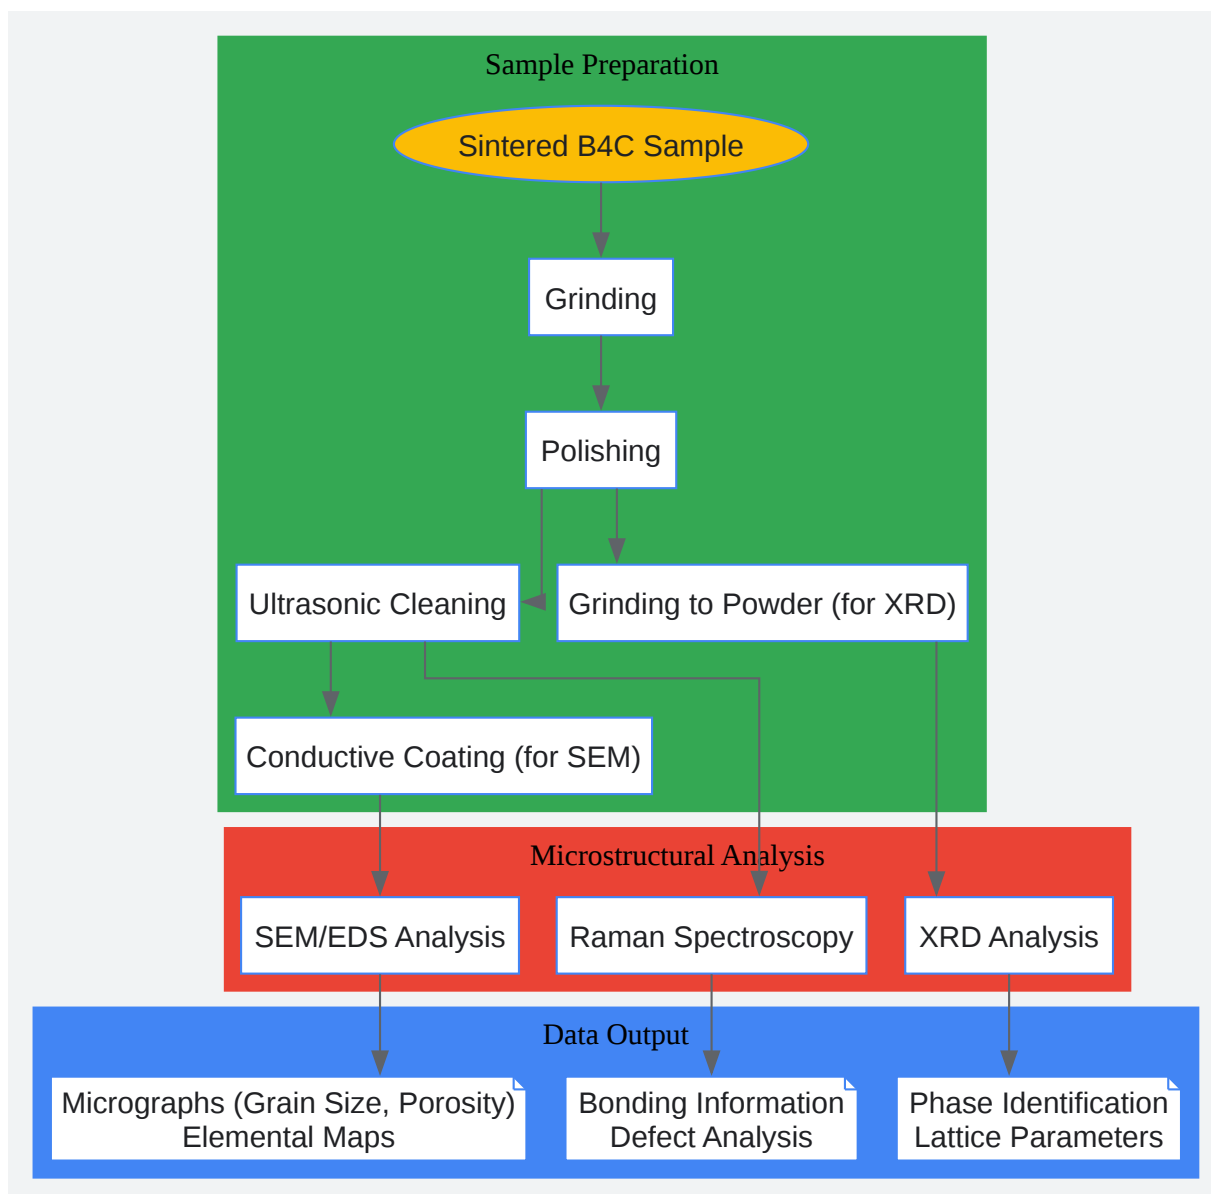 Sample Preparation
Sintered B4C Sample
Grinding
Polishing
Ultrasonic Cleaning
Grinding to Powder (for XRD)
Conductive Coating (for SEM)
Microstructural Analysis
SEM/EDS Analysis
Raman Spectroscopy
XRD Analysis
Data Output
Micrographs (Grain Size, Porosity)
Elemental Maps
Bonding Information
Defect Analysis
Phase Identification
Lattice Parameters